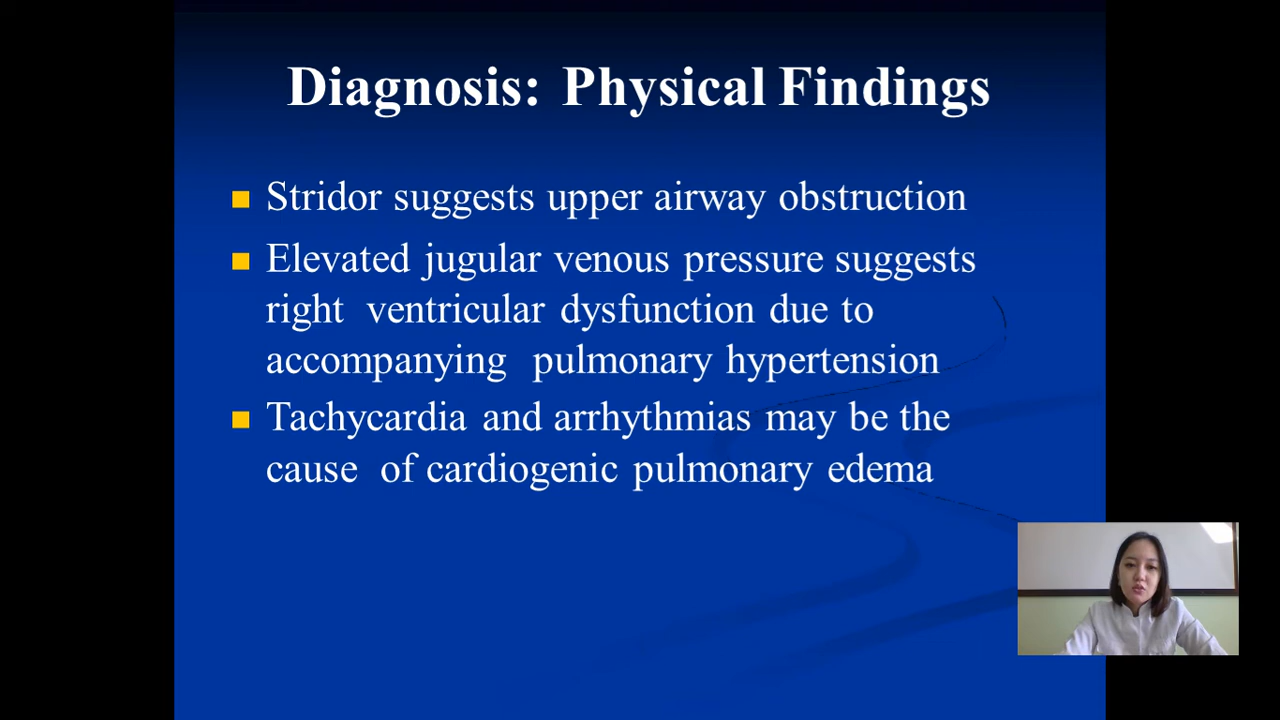 Diagnosis: Physical Findings
Stridor suggests upper airway obstruction
Elevated jugular venous pressure suggests
right ventricular dysfunction due to
accompanying pulmonary hypertension
Tachycardia and arrhythmias may be the
cause of cardiogenic pulmonary edema